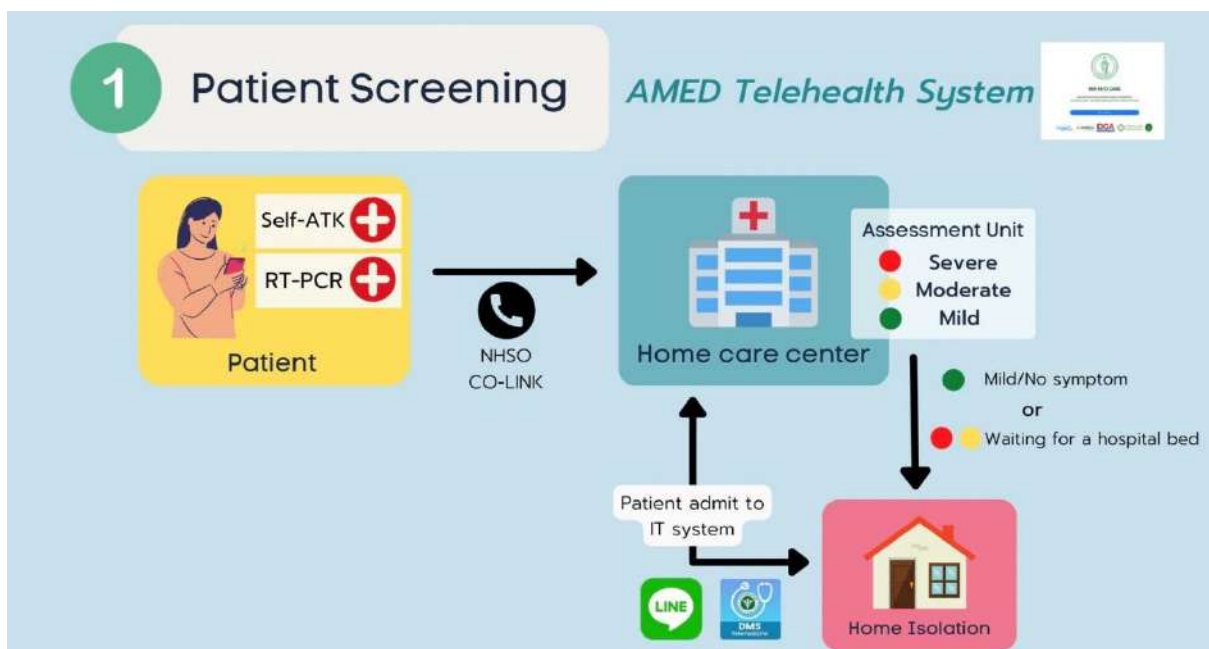 1
Patient Screening
AMED Telehealth System
DGA
Self-ATK
RT-PCR
Patient
NHSO
CO-LINK
Home care center
Assessment Unit
Severe
Moderate
Mild
Mild/No symptom
or
Waiting for a hospital bed
Patient admit to
IT system
LINE
DMS
Telemedicine
Home Isolation